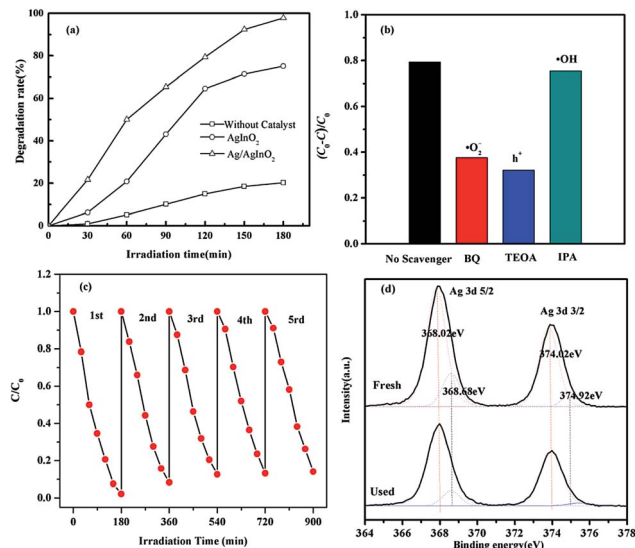 (a)
Degradation rate(%)
100
80
60
40
20
0
Without Catalyst
AgInO₂
Ag/AgInO₂
0 30 60 90 120 150 180
Irradiation time(min)
(b)
(C₀-C)/C₀
0.8
0.6
0.4
0.2
0.0
•O₂⁻
h⁺
•OH
No Scavenger BQ TEOA IPA
(c)
C/C₀
1.2
1.0
0.8
0.6
0.4
0.2
0.0
1st 2nd 3rd 4th 5rd
0 180 360 540 720 900
Irradiation Time (min)
(d)
Intensity(a.u.)
Ag 3d 5/2
Ag 3d 3/2
368.02eV
374.02eV
368.68eV
374.92eV
Fresh
Used
364 366 368 370 372 374 376 378
Binding energy(eV)